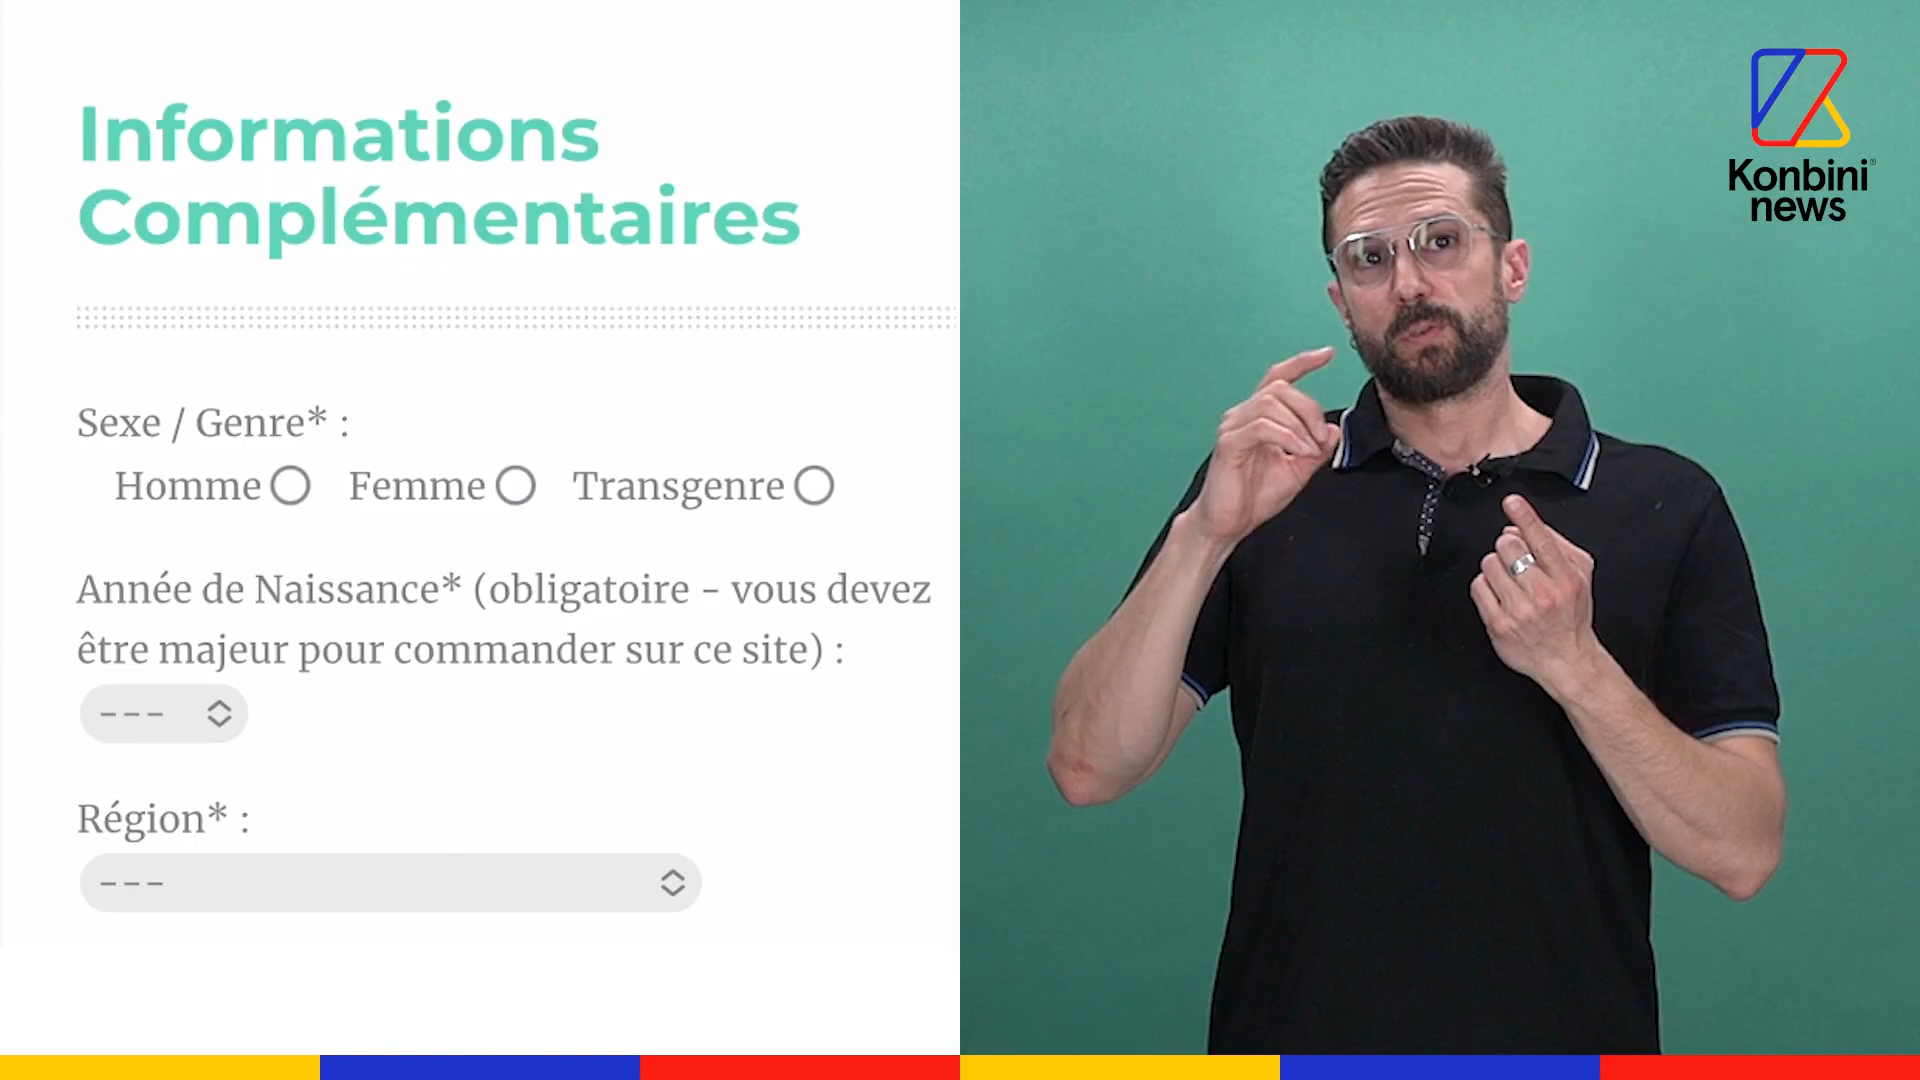 Informations
Complémentaires
Sexe / Genre* :
Homme Femme Transgenre
Année de Naissance* (obligatoire - vous devez
être majeur pour commander sur ce site) :
---
Région* :
---
Konbini®
news